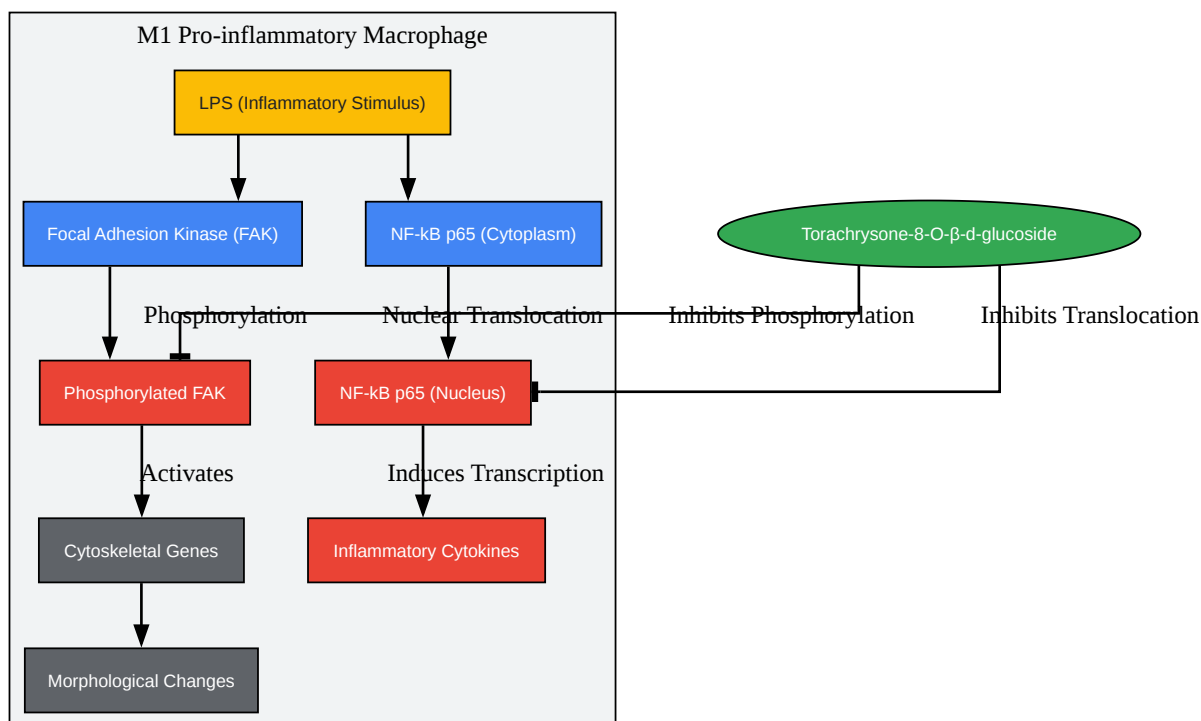 M1 Pro-inflammatory Macrophage
LPS (Inflammatory Stimulus)
Focal Adhesion Kinase (FAK)
NF-kB p65 (Cytoplasm)
Torachrysone-8-O-β-d-glucoside
Phosphorylation
Nuclear Translocation
Inhibits Phosphorylation
Inhibits Translocation
Phosphorylated FAK
NF-kB p65 (Nucleus)
Activates
Induces Transcription
Cytoskeletal Genes
Inflammatory Cytokines
Morphological Changes